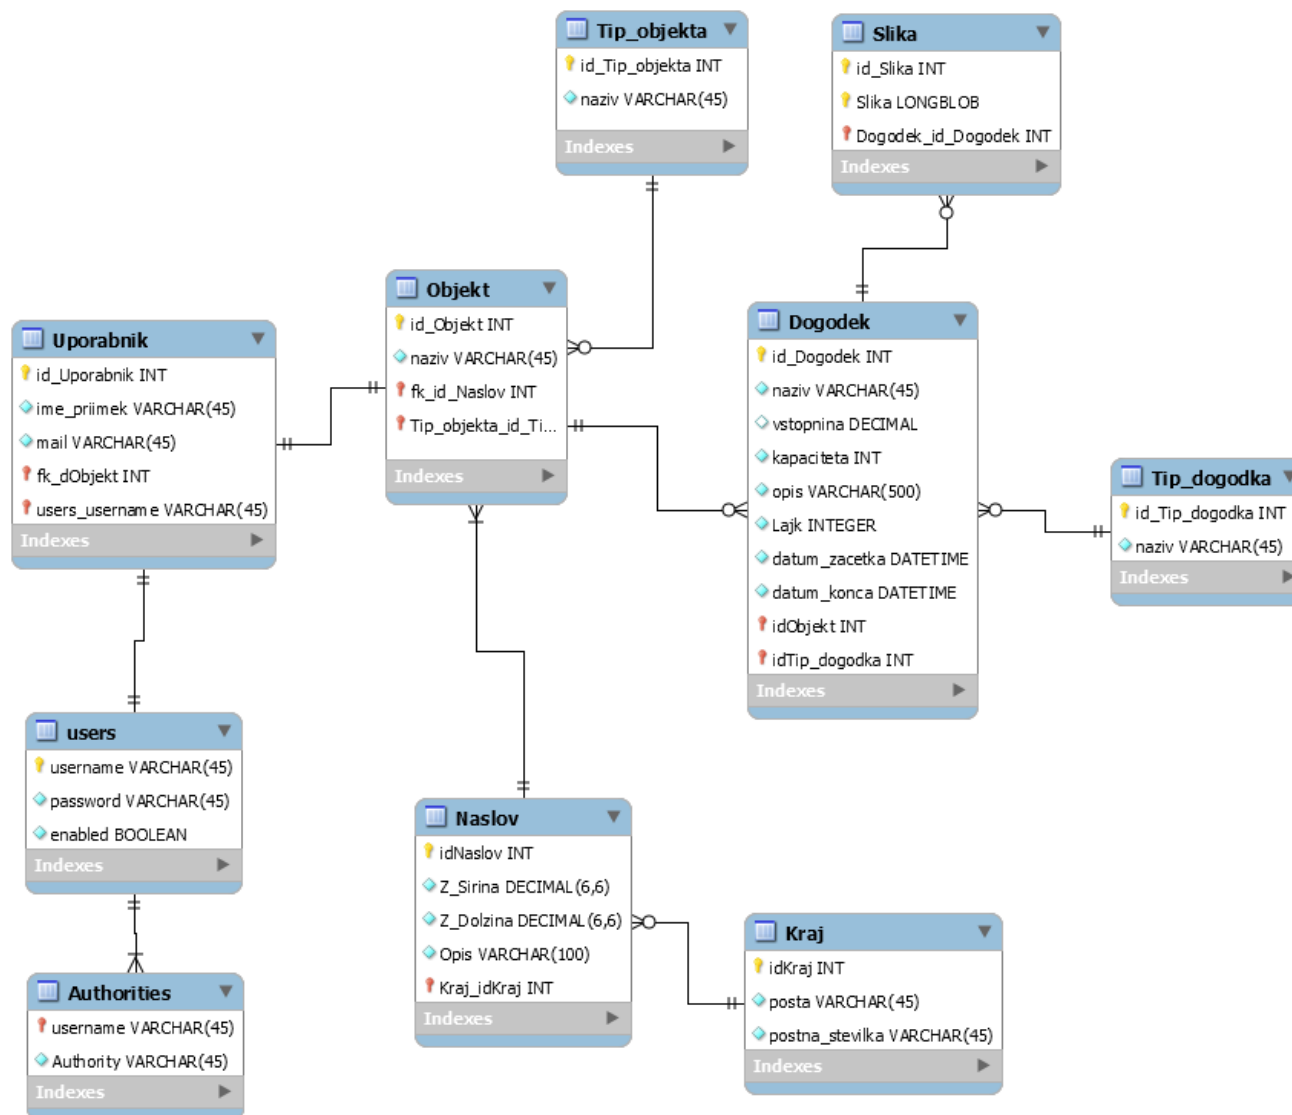 Tip_objekta
id_Tip_objekta INT
naziv VARCHAR(45)
Indexes
Slika
id_Slika INT
Slika LONGBLOB
Dogodek_id_Dogodek INT
Indexes
Objekt
id_Objekt INT
naziv VARCHAR(45)
fk_id_Naslov INT
Tip_objekta_id_Ti...
Indexes
Uporabnik
id_Uporabnik INT
ime_priimek VARCHAR(45)
mail VARCHAR(45)
fk_dObjekt INT
users_username VARCHAR(45)
Indexes
Dogodek
id_Dogodek INT
naziv VARCHAR(45)
vstopnina DECIMAL
kapaciteta INT
opis VARCHAR(500)
Lajk INTEGER
datum_zacetka DATETIME
datum_konca DATETIME
idObjekt INT
idTip_dogodka INT
Indexes
Tip_dogodka
id_Tip_dogodka INT
naziv VARCHAR(45)
Indexes
users
username VARCHAR(45)
password VARCHAR(45)
enabled BOOLEAN
Indexes
Naslov
idNaslov INT
Z_Sirina DECIMAL(6,6)
Z_Dolzina DECIMAL(6,6)
Opis VARCHAR(100)
Kraj_idKraj INT
Indexes
Kraj
idKraj INT
posta VARCHAR(45)
postna_stevilka VARCHAR(45)
Indexes
Authorities
username VARCHAR(45)
Authority VARCHAR(45)
Indexes